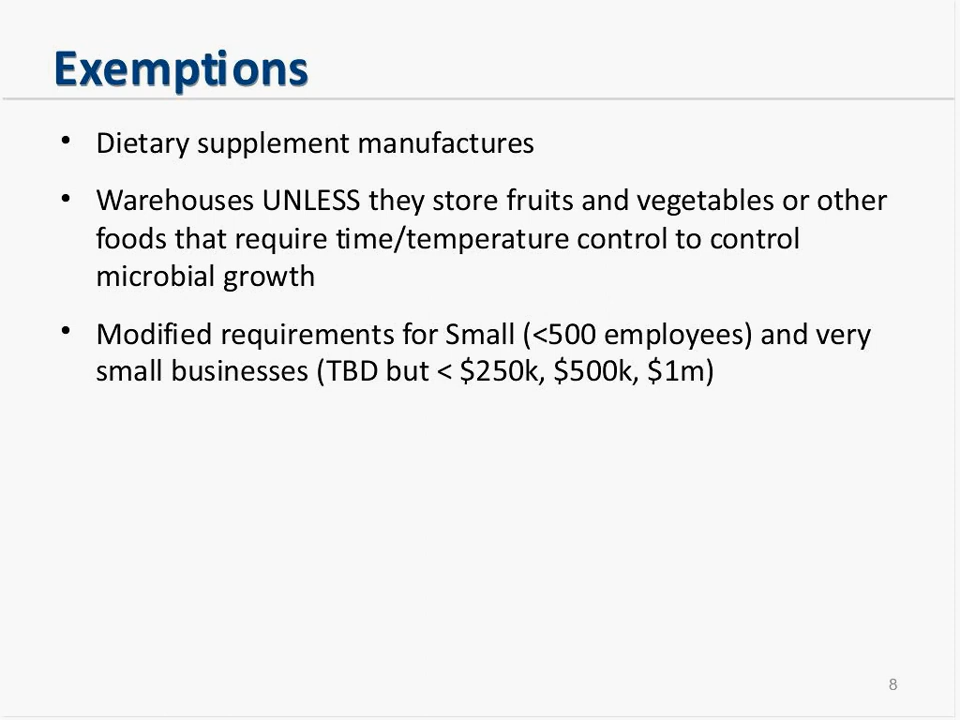 Exemptions
• Dietary supplement manufactures
• Warehouses UNLESS they store fruits and vegetables or other
foods that require time/temperature control to control
microbial growth
• Modified requirements for Small (<500 employees) and very
small businesses (TBD but < $250k, $500k, $1m)
8